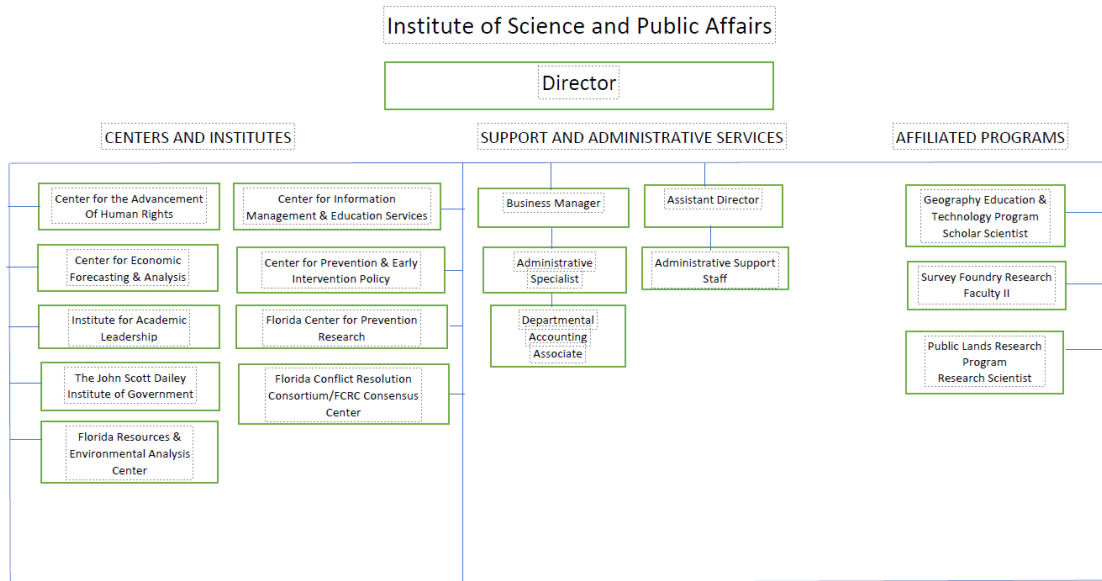 Institute of Science and Public Affairs
Director
CENTERS AND INSTITUTES
SUPPORT AND ADMINISTRATIVE SERVICES
AFFILIATED PROGRAMS
Center for the Advancement
Of Human Rights
Center for Economic
Forecasting & Analysis
Institute for Academic
Leadership
The John Scott Dailey
Institute of Government
Florida Resources &
Environmental Analysis
Center
Center for Information
Management & Education Services
Center for Prevention & Early
Intervention Policy
Florida Center for Prevention
Research
Florida Conflict Resolution
Consortium/FCRC Consensus
Center
Business Manager
Administrative
Specialist
Departmental
Accounting
Associate
Assistant Director
Administrative Support
Staff
Geography Education &
Technology Program
Scholar Scientist
Survey Foundry Research
Faculty II
Public Lands Research
Program
Research Scientist